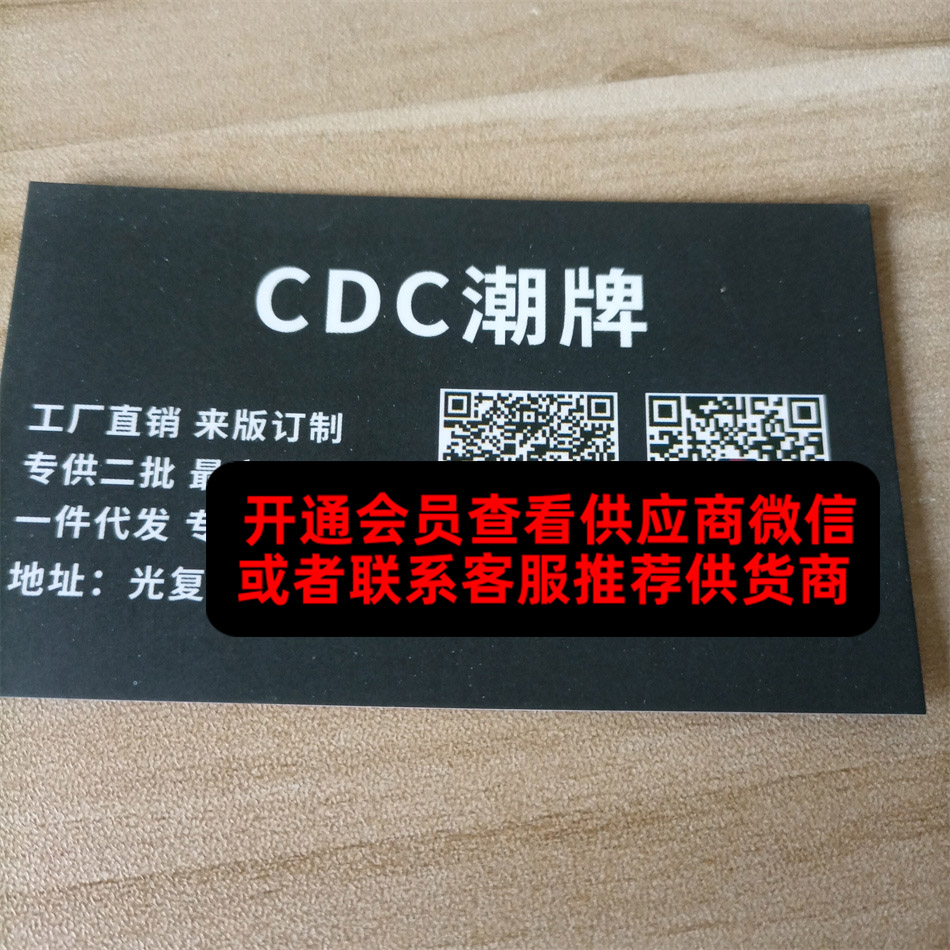 CDC潮牌
工厂直销 来版订制
专供二批 最
一件代发 专
地址：光复
开通会员查看供应商微信
或者联系客服推荐供货商